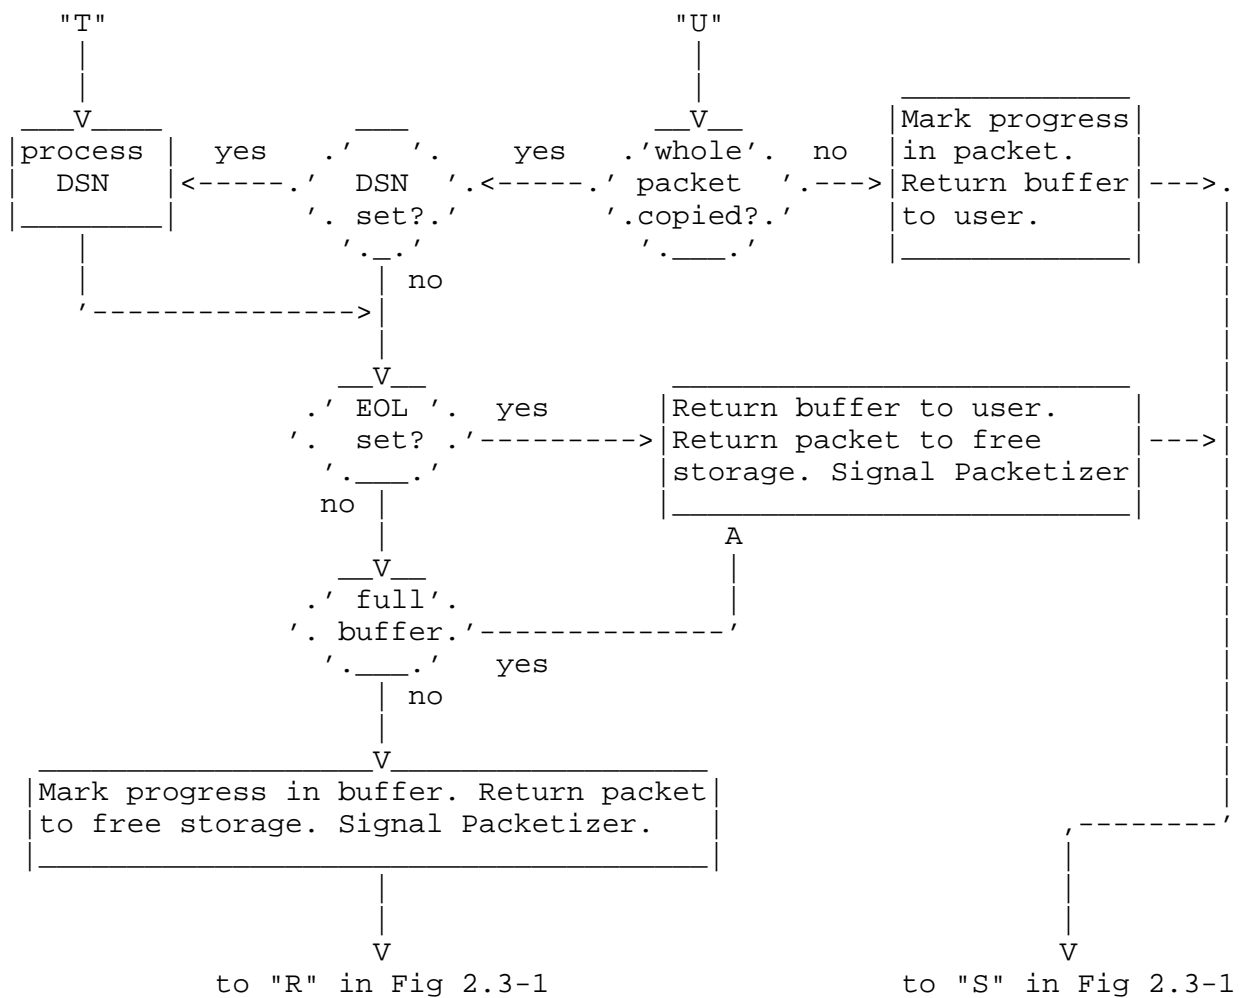 "T" "U"
process DSN
yes
DSN set?
yes
whole packet copied?
no
Mark progress
in packet.
Return buffer
to user.
no
EOL set?
yes
Return buffer to user.
Return packet to free
storage. Signal Packetizer
no
full buffer
yes
no
Mark progress in buffer. Return packet
to free storage. Signal Packetizer.
to "R" in Fig 2.3-1
to "S" in Fig 2.3-1